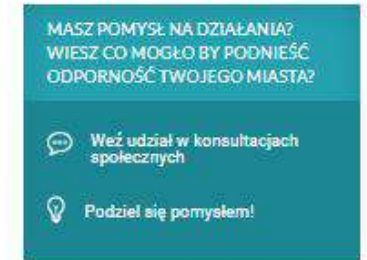 MASZ POMYSŁ NA DZIAŁANIA?
WIESZ CO MOGŁO BY PODNIEŚĆ
ODPORNOŚĆ TWOJEGO MIASTA?
Weź udział w konsultacjach
społecznych
Podziel się pomysłem!